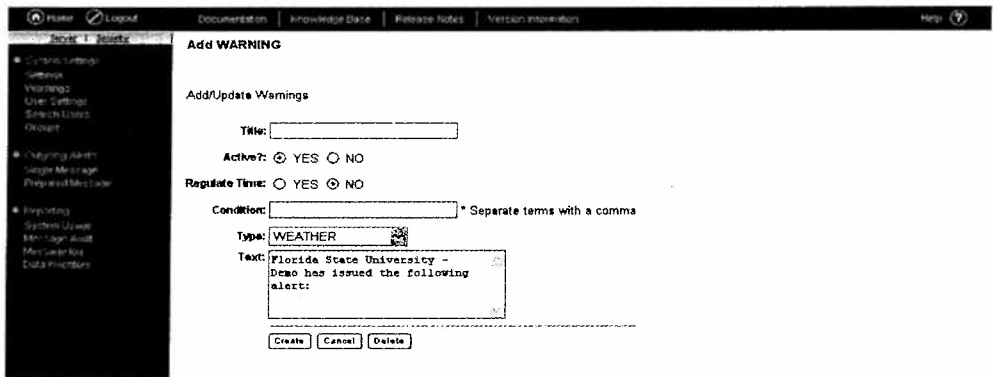 Home Logout Documentation Knowledge Base Release Notes Version Information Help ?
Server | Security
System Settings
Settings
Warnings
User Settings
Search Users
Groups
Outgoing Alerts
Single Message
Prepared Message
Reporting
System Usage
Message Audit
Message
Data Inventory
Add WARNING
Add/Update Warnings
Title:
Active?: YES NO
Regulate Time: YES NO
Condition: * Separate terms with a comma
Type: WEATHER
Text: Florida State University -
Demo has issued the following
alert:
Create Cancel Delete